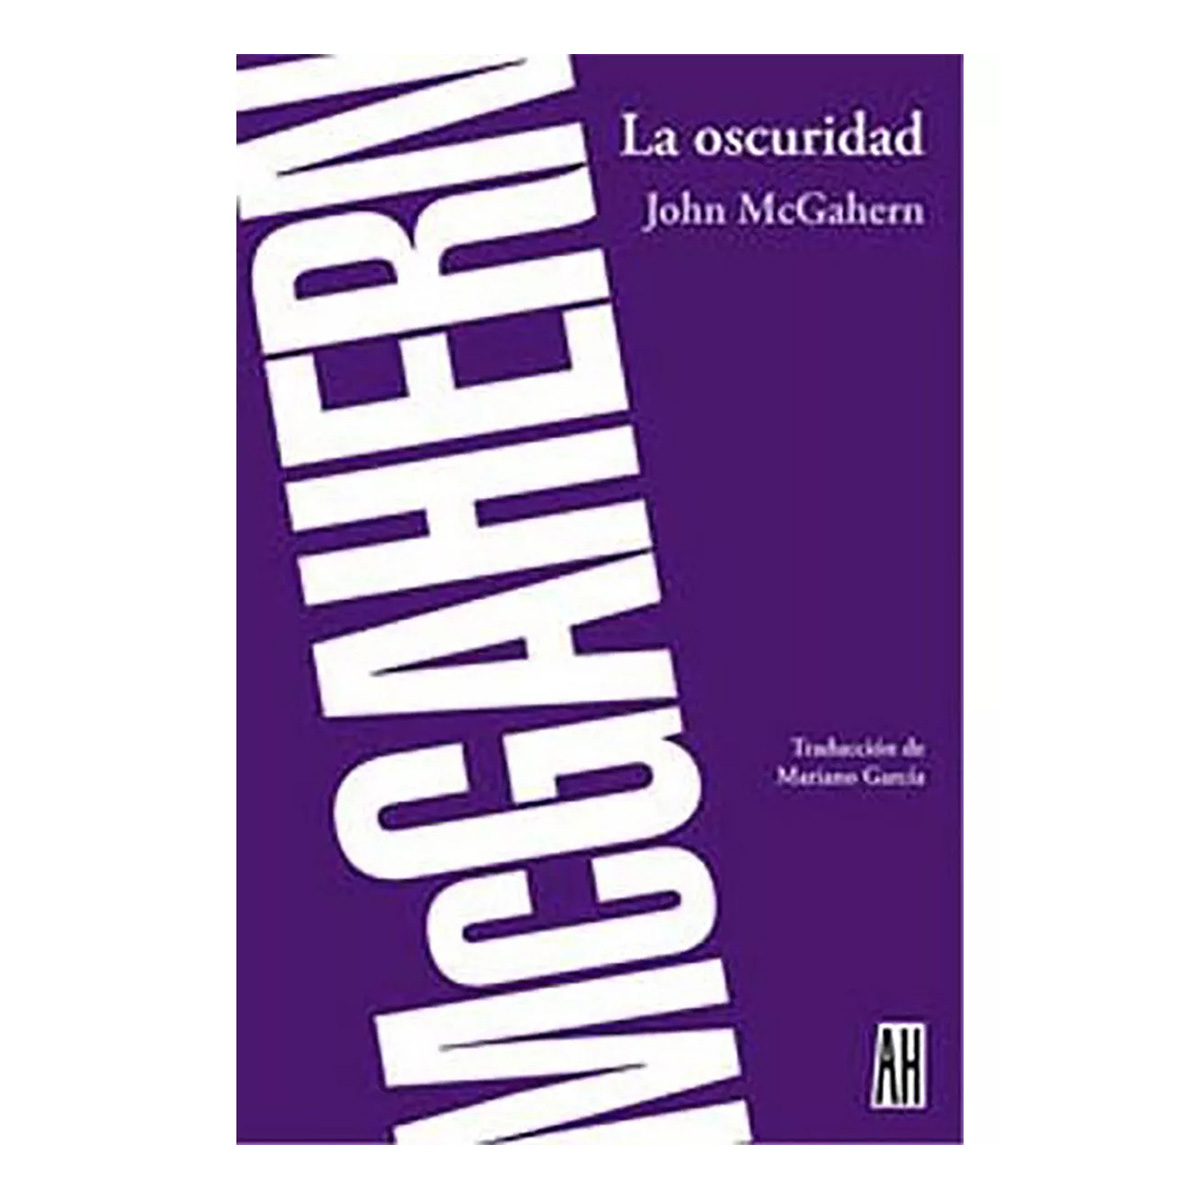 La oscuridad
John McGahern
McGAHERN
Traducción de
Mariano García
AH